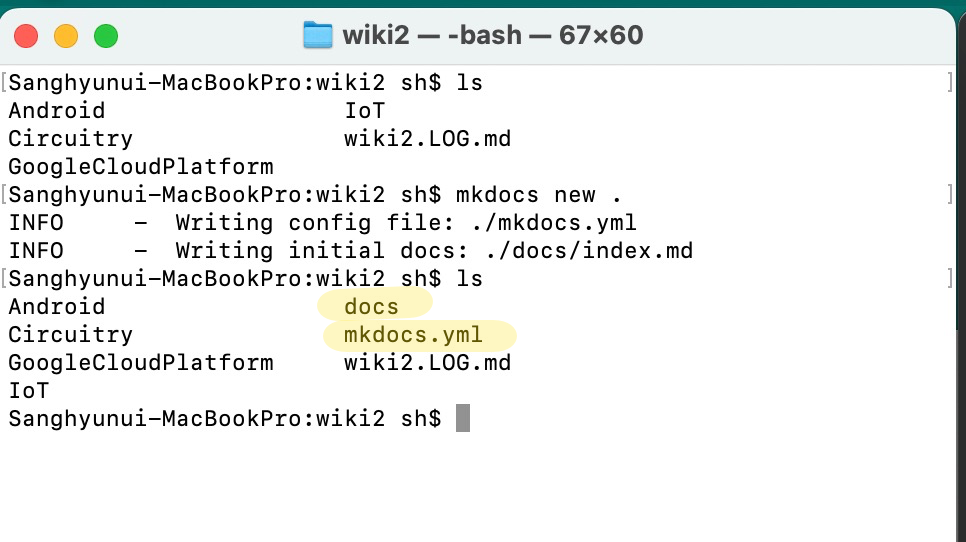 wiki2 — -bash — 67×60
[Sanghyunui-MacBookPro:wiki2 sh$ ls ]
Android IoT
Circuitry wiki2.LOG.md
GoogleCloudPlatform
[Sanghyunui-MacBookPro:wiki2 sh$ mkdocs new . ]
INFO - Writing config file: ./mkdocs.yml
INFO - Writing initial docs: ./docs/index.md
[Sanghyunui-MacBookPro:wiki2 sh$ ls ]
Android docs
Circuitry mkdocs.yml
GoogleCloudPlatform wiki2.LOG.md
IoT
Sanghyunui-MacBookPro:wiki2 sh$